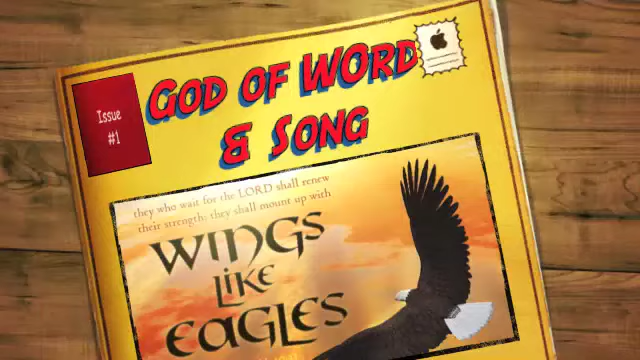 GOD OF WORD
& SONG
Issue
#1
they who wait for the LORD shall renew
their strength; they shall mount up with
WINGS
LIKE
EAGLES